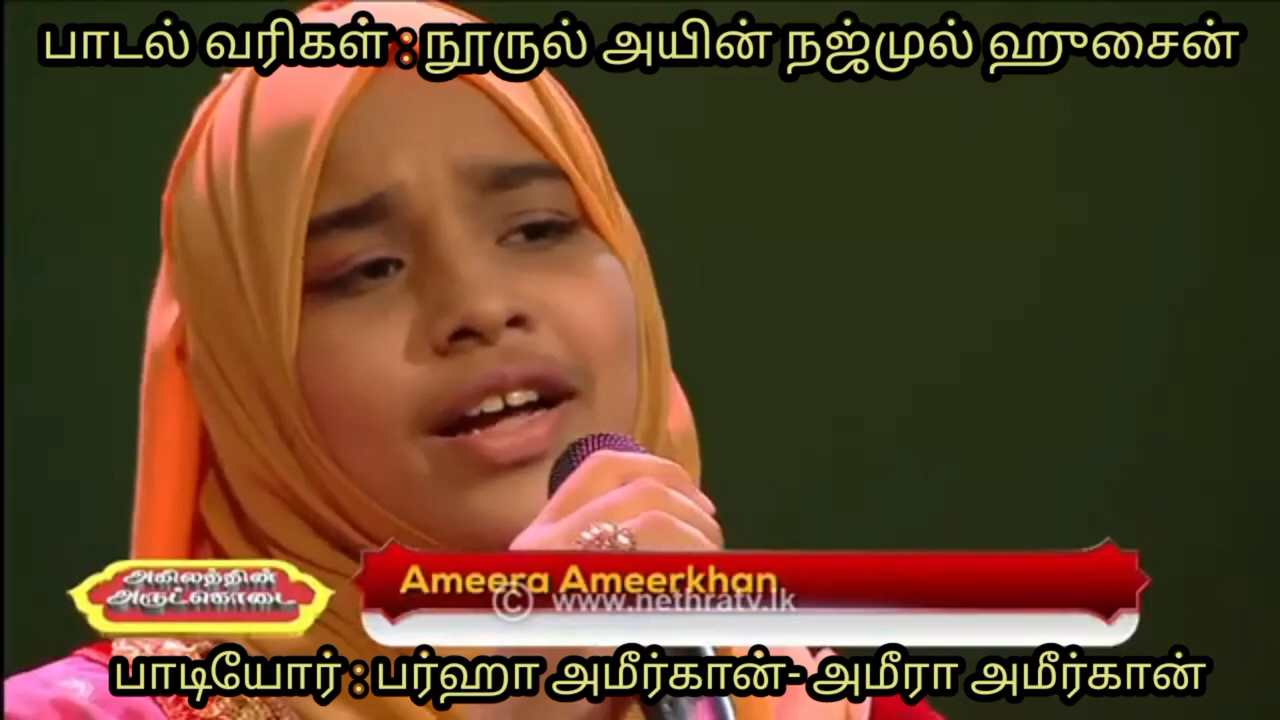 பாடல் வரிகள் : நூருல் அயின் நஜ்முல் ஹுசைன்
அகிலத்தின்
அருட்கொடை
Ameera Ameerkhan
© www.nethratv.lk
பாடியோர் : பர்ஹா அமீர்கான்- அமீரா அமீர்கான்